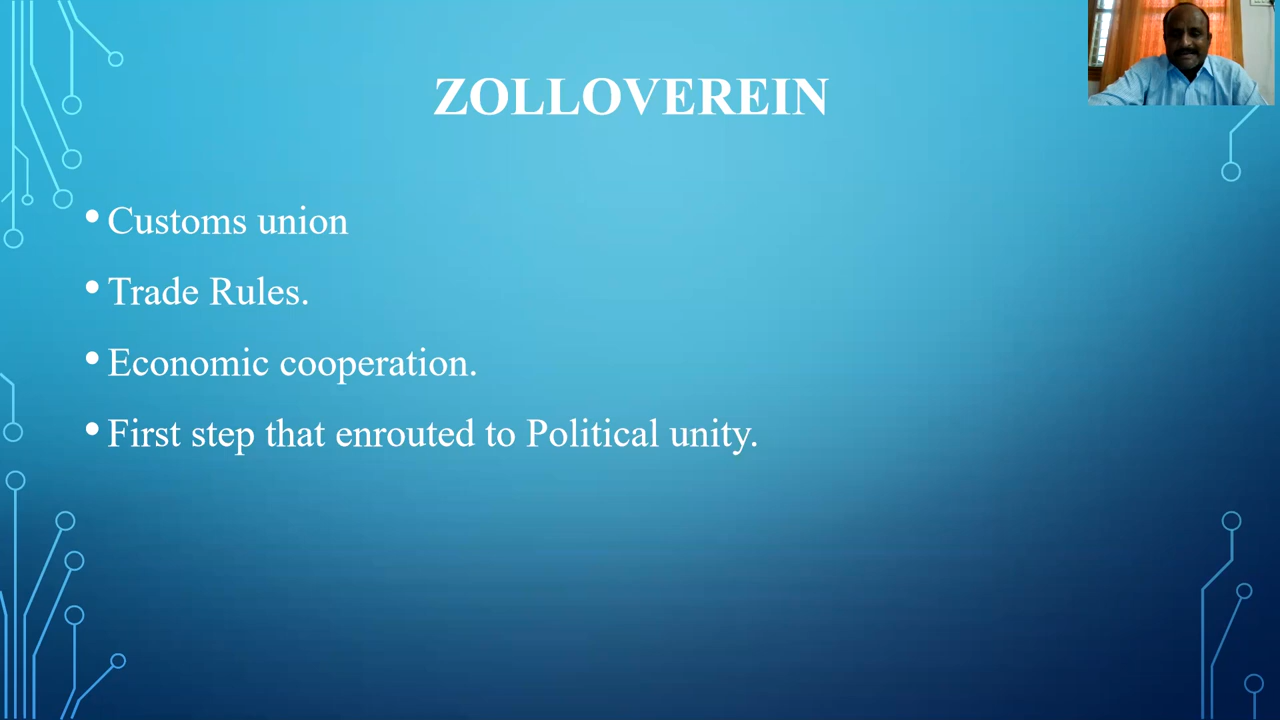 ZOLLOVEREIN
• Customs union
• Trade Rules.
• Economic cooperation.
• First step that enrouted to Political unity.